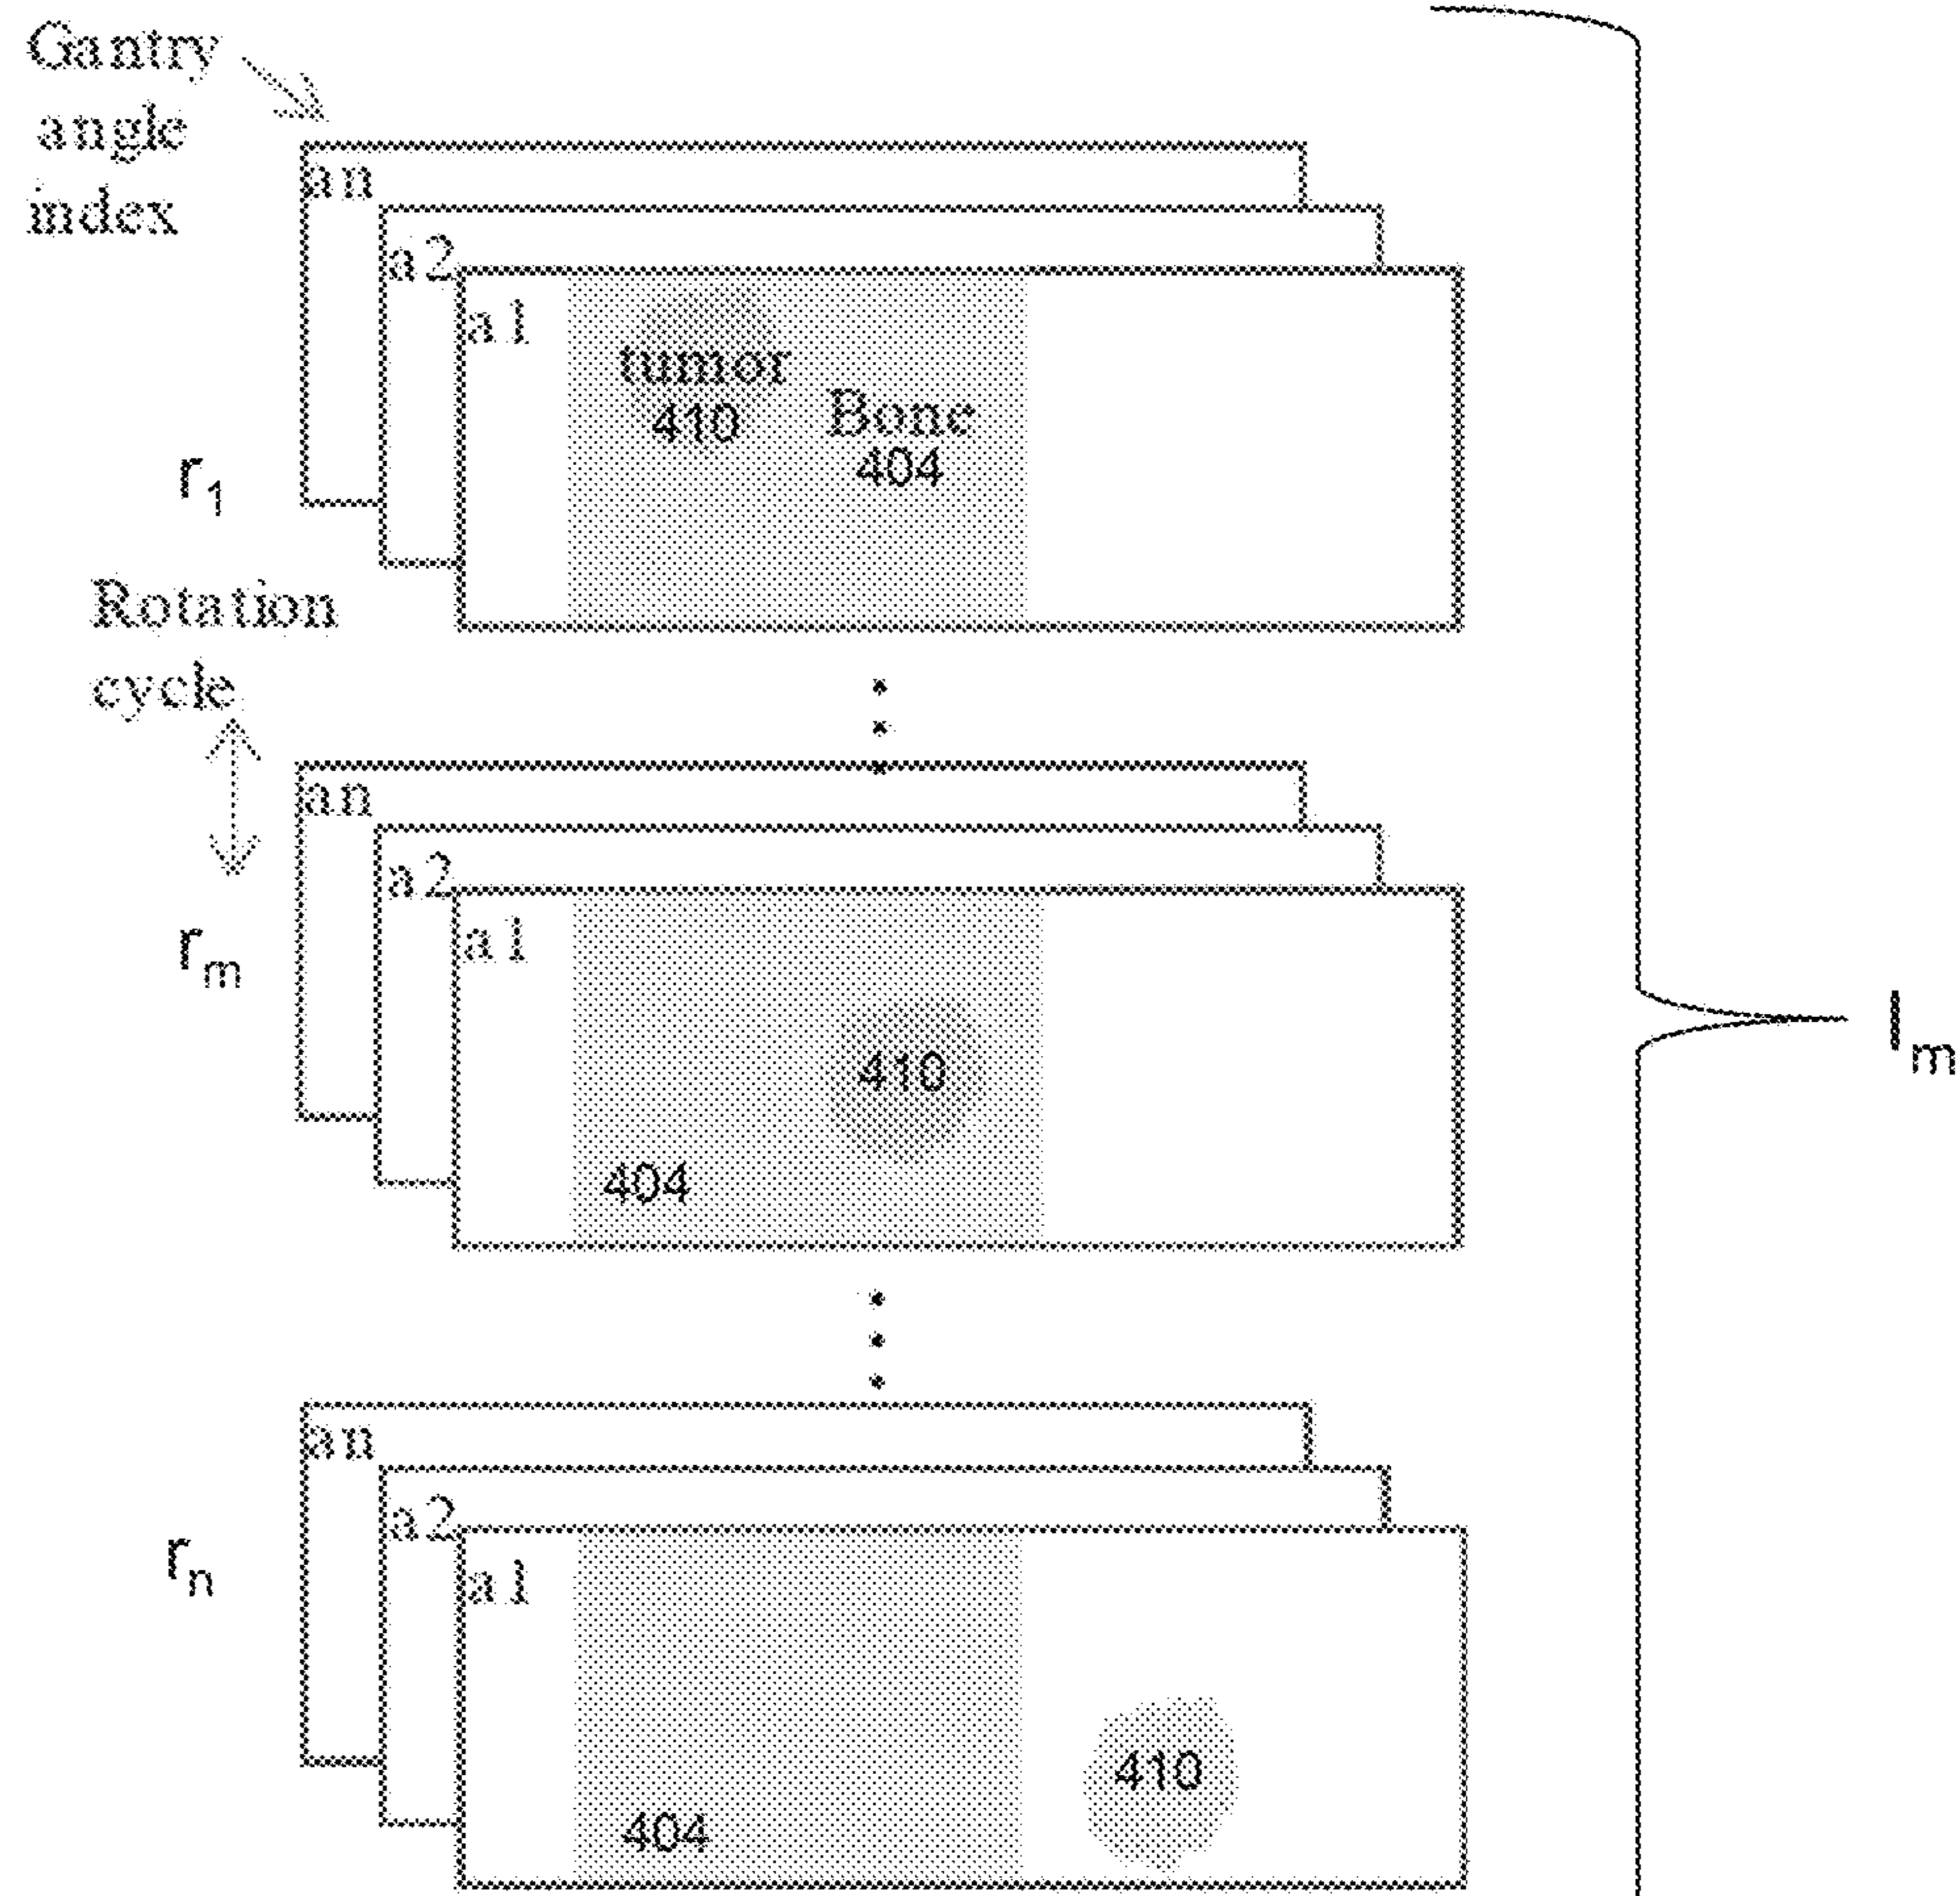 Gantry
angle
index
an
a2
a1
tumor
410
Bone
404
r1
Rotation
cycle
an
a2
a1
rm
410
404
Im
an
a2
a1
rn
410
404